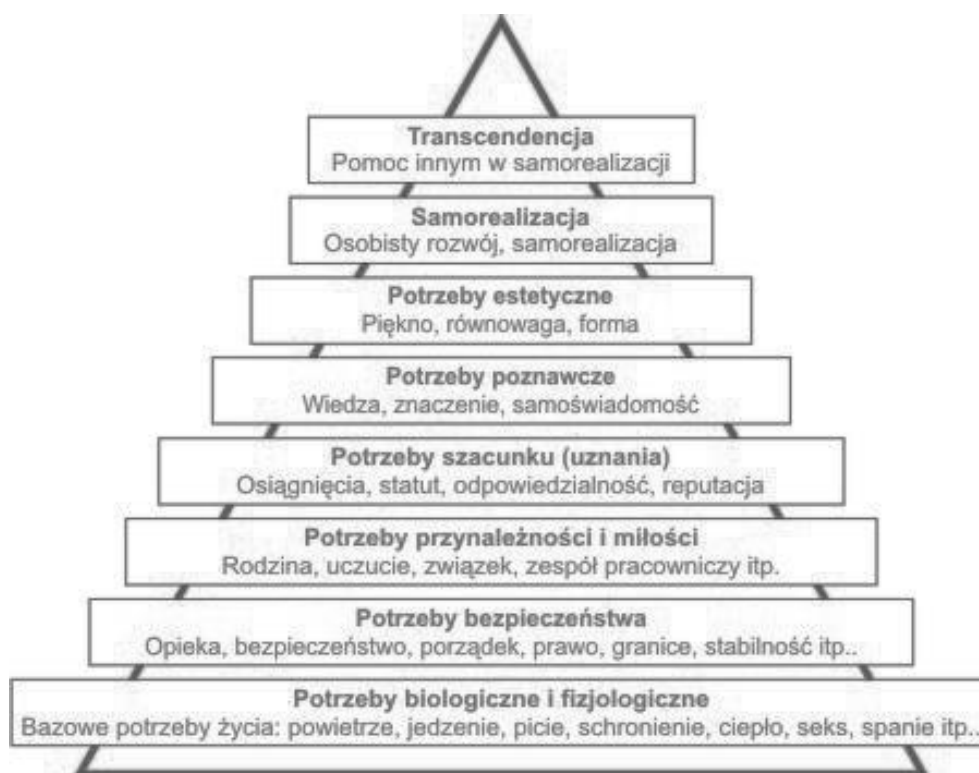 Transcendencja
Pomoc innym w samorealizacji
Samorealizacja
Osobisty rozwój, samorealizacja
Potrzeby estetyczne
Piękno, równowaga, forma
Potrzeby poznawcze
Wiedza, znaczenie, samoświadomość
Potrzeby szacunku (uznania)
Osiągnięcia, statut, odpowiedzialność, reputacja
Potrzeby przynależności i miłości
Rodzina, uczucie, związek, zespół pracowniczy itp.
Potrzeby bezpieczeństwa
Opieka, bezpieczeństwo, porządek, prawo, granice, stabilność itp..
Potrzeby biologiczne i fizjologiczne
Bazowe potrzeby życia: powietrze, jedzenie, picie, schronienie, ciepło, seks, spanie itp..